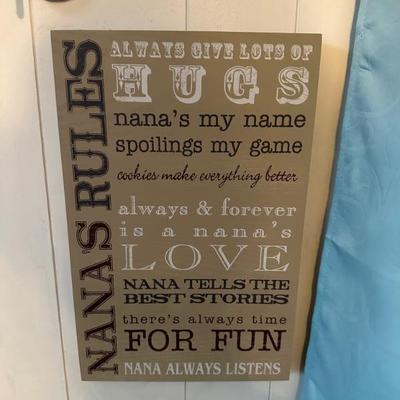 NANA'S RULES
ALWAYS GIVE LOTS OF
HUGS
nana's my name
spoilings my game
cookies make everything better
always & forever
is a nana's
LOVE
NANA TELLS THE
BEST STORIES
there's always time
FOR FUN
NANA ALWAYS LISTENS